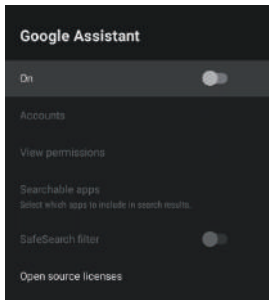 Google Assistant
On
Accounts
View permissions
Searchable apps
Select which apps to include in search results.
SafeSearch filter
Open source licenses